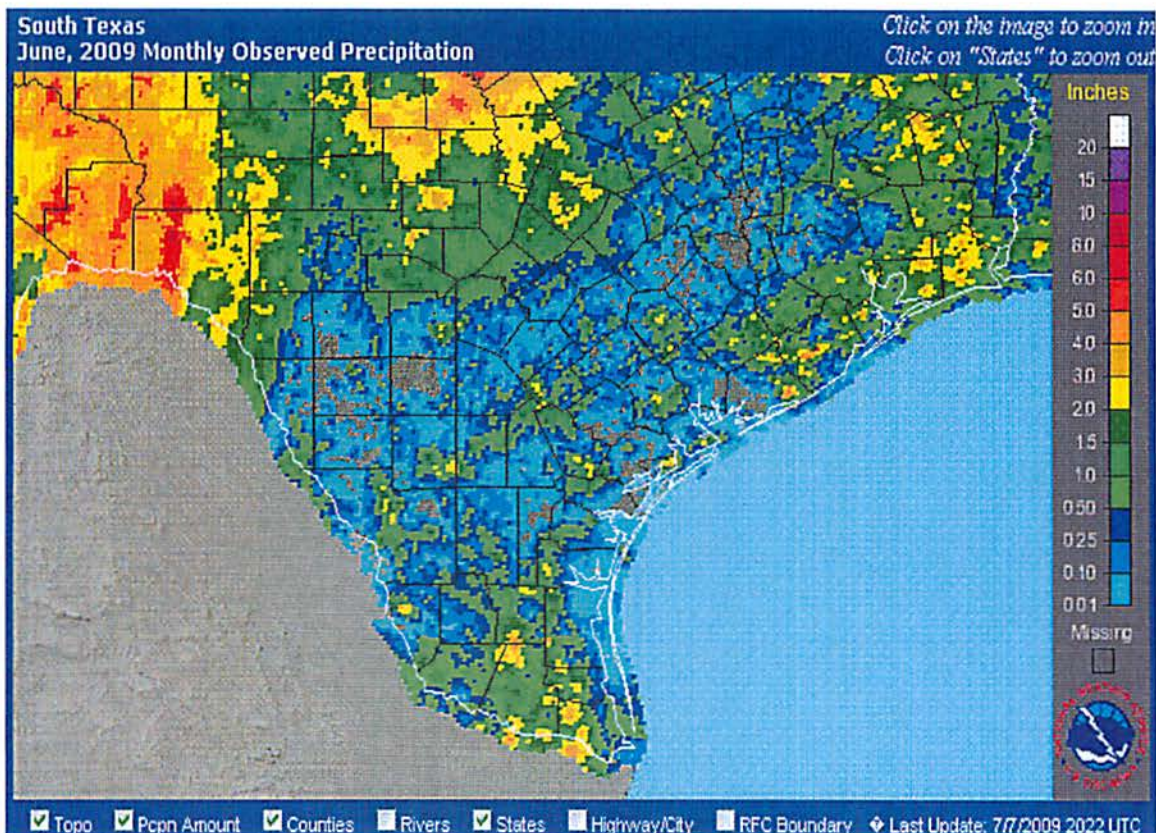 South Texas
June, 2009 Monthly Observed Precipitation
Click on the image to zoom in
Click on "States" to zoom out
Inches
20
15
10
8.0
6.0
5.0
4.0
3.0
2.0
1.5
1.0
0.50
0.25
0.10
0.01
Missing
Topo Pcpn Amount Counties Rivers States Highway/City RFC Boundary � Last Update: 7/7/2009 2022 UTC